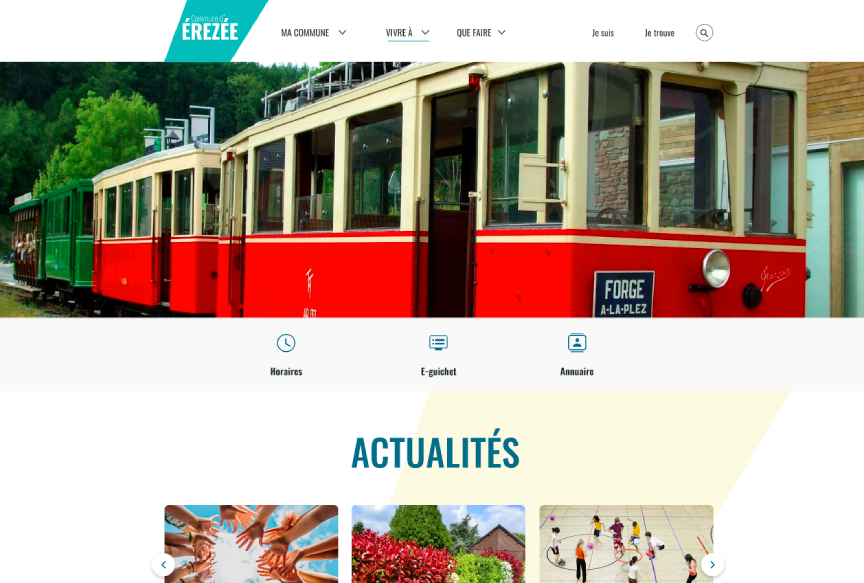 Commune d'
ÉREZÉE
MA COMMUNE
VIVRE À
QUE FAIRE
Je suis
Je trouve
FORGE
A-LA-PLEZ
Horaires
E-guichet
Annuaire
ACTUALITÉS